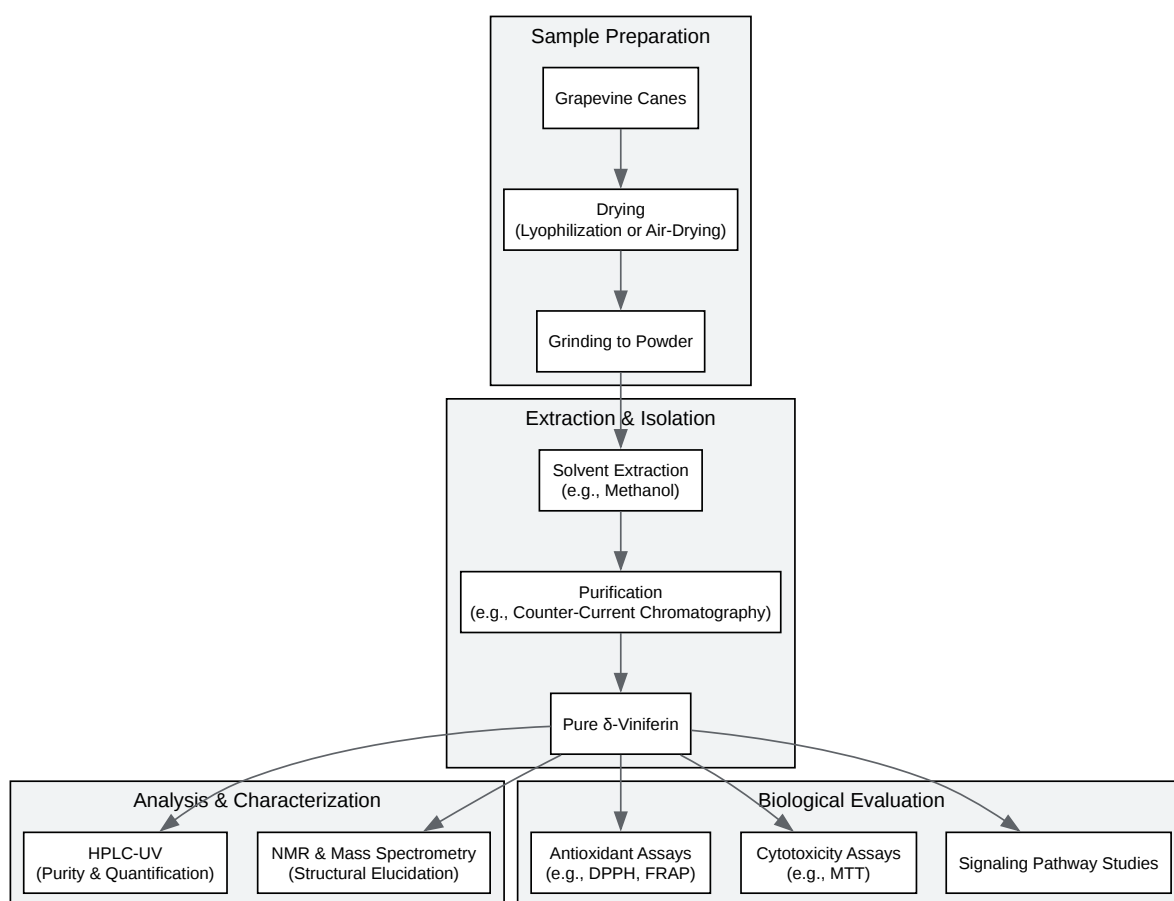 Sample Preparation
Grapevine Canes
Drying
(Lyophilization or Air-Drying)
Grinding to Powder
Extraction & Isolation
Solvent Extraction
(e.g., Methanol)
Purification
(e.g., Counter-Current Chromatography)
Pure δ-Viniferin
Analysis & Characterization
HPLC-UV
(Purity & Quantification)
NMR & Mass Spectrometry
(Structural Elucidation)
Biological Evaluation
Antioxidant Assays
(e.g., DPPH, FRAP)
Cytotoxicity Assays
(e.g., MTT)
Signaling Pathway Studies